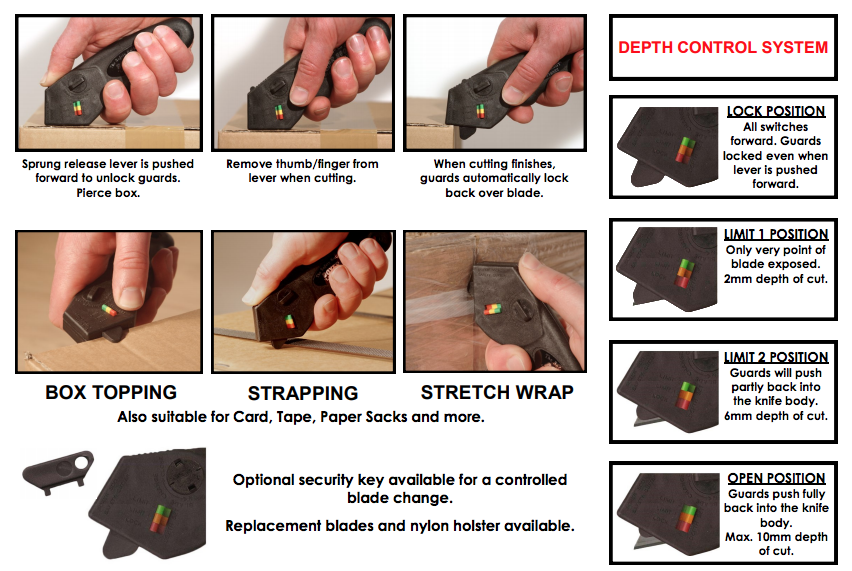 Sprung release lever is pushed
forward to unlock guards.
Pierce box.
Remove thumb/finger from
lever when cutting.
When cutting finishes,
guards automatically lock
back over blade.
BOX TOPPING
STRAPPING
STRETCH WRAP
Also suitable for Card, Tape, Paper Sacks and more.
Optional security key available for a controlled
blade change.
Replacement blades and nylon holster available.
DEPTH CONTROL SYSTEM
LOCK POSITION
All switches
forward. Guards
locked even when
lever is pushed
forward.
LIMIT 1 POSITION
Only very point of
blade exposed.
2mm depth of cut.
LIMIT 2 POSITION
Guards will push
partly back into
the knife body.
6mm depth of cut.
OPEN POSITION
Guards push fully
back into the knife
body.
Max. 10mm depth
of cut.